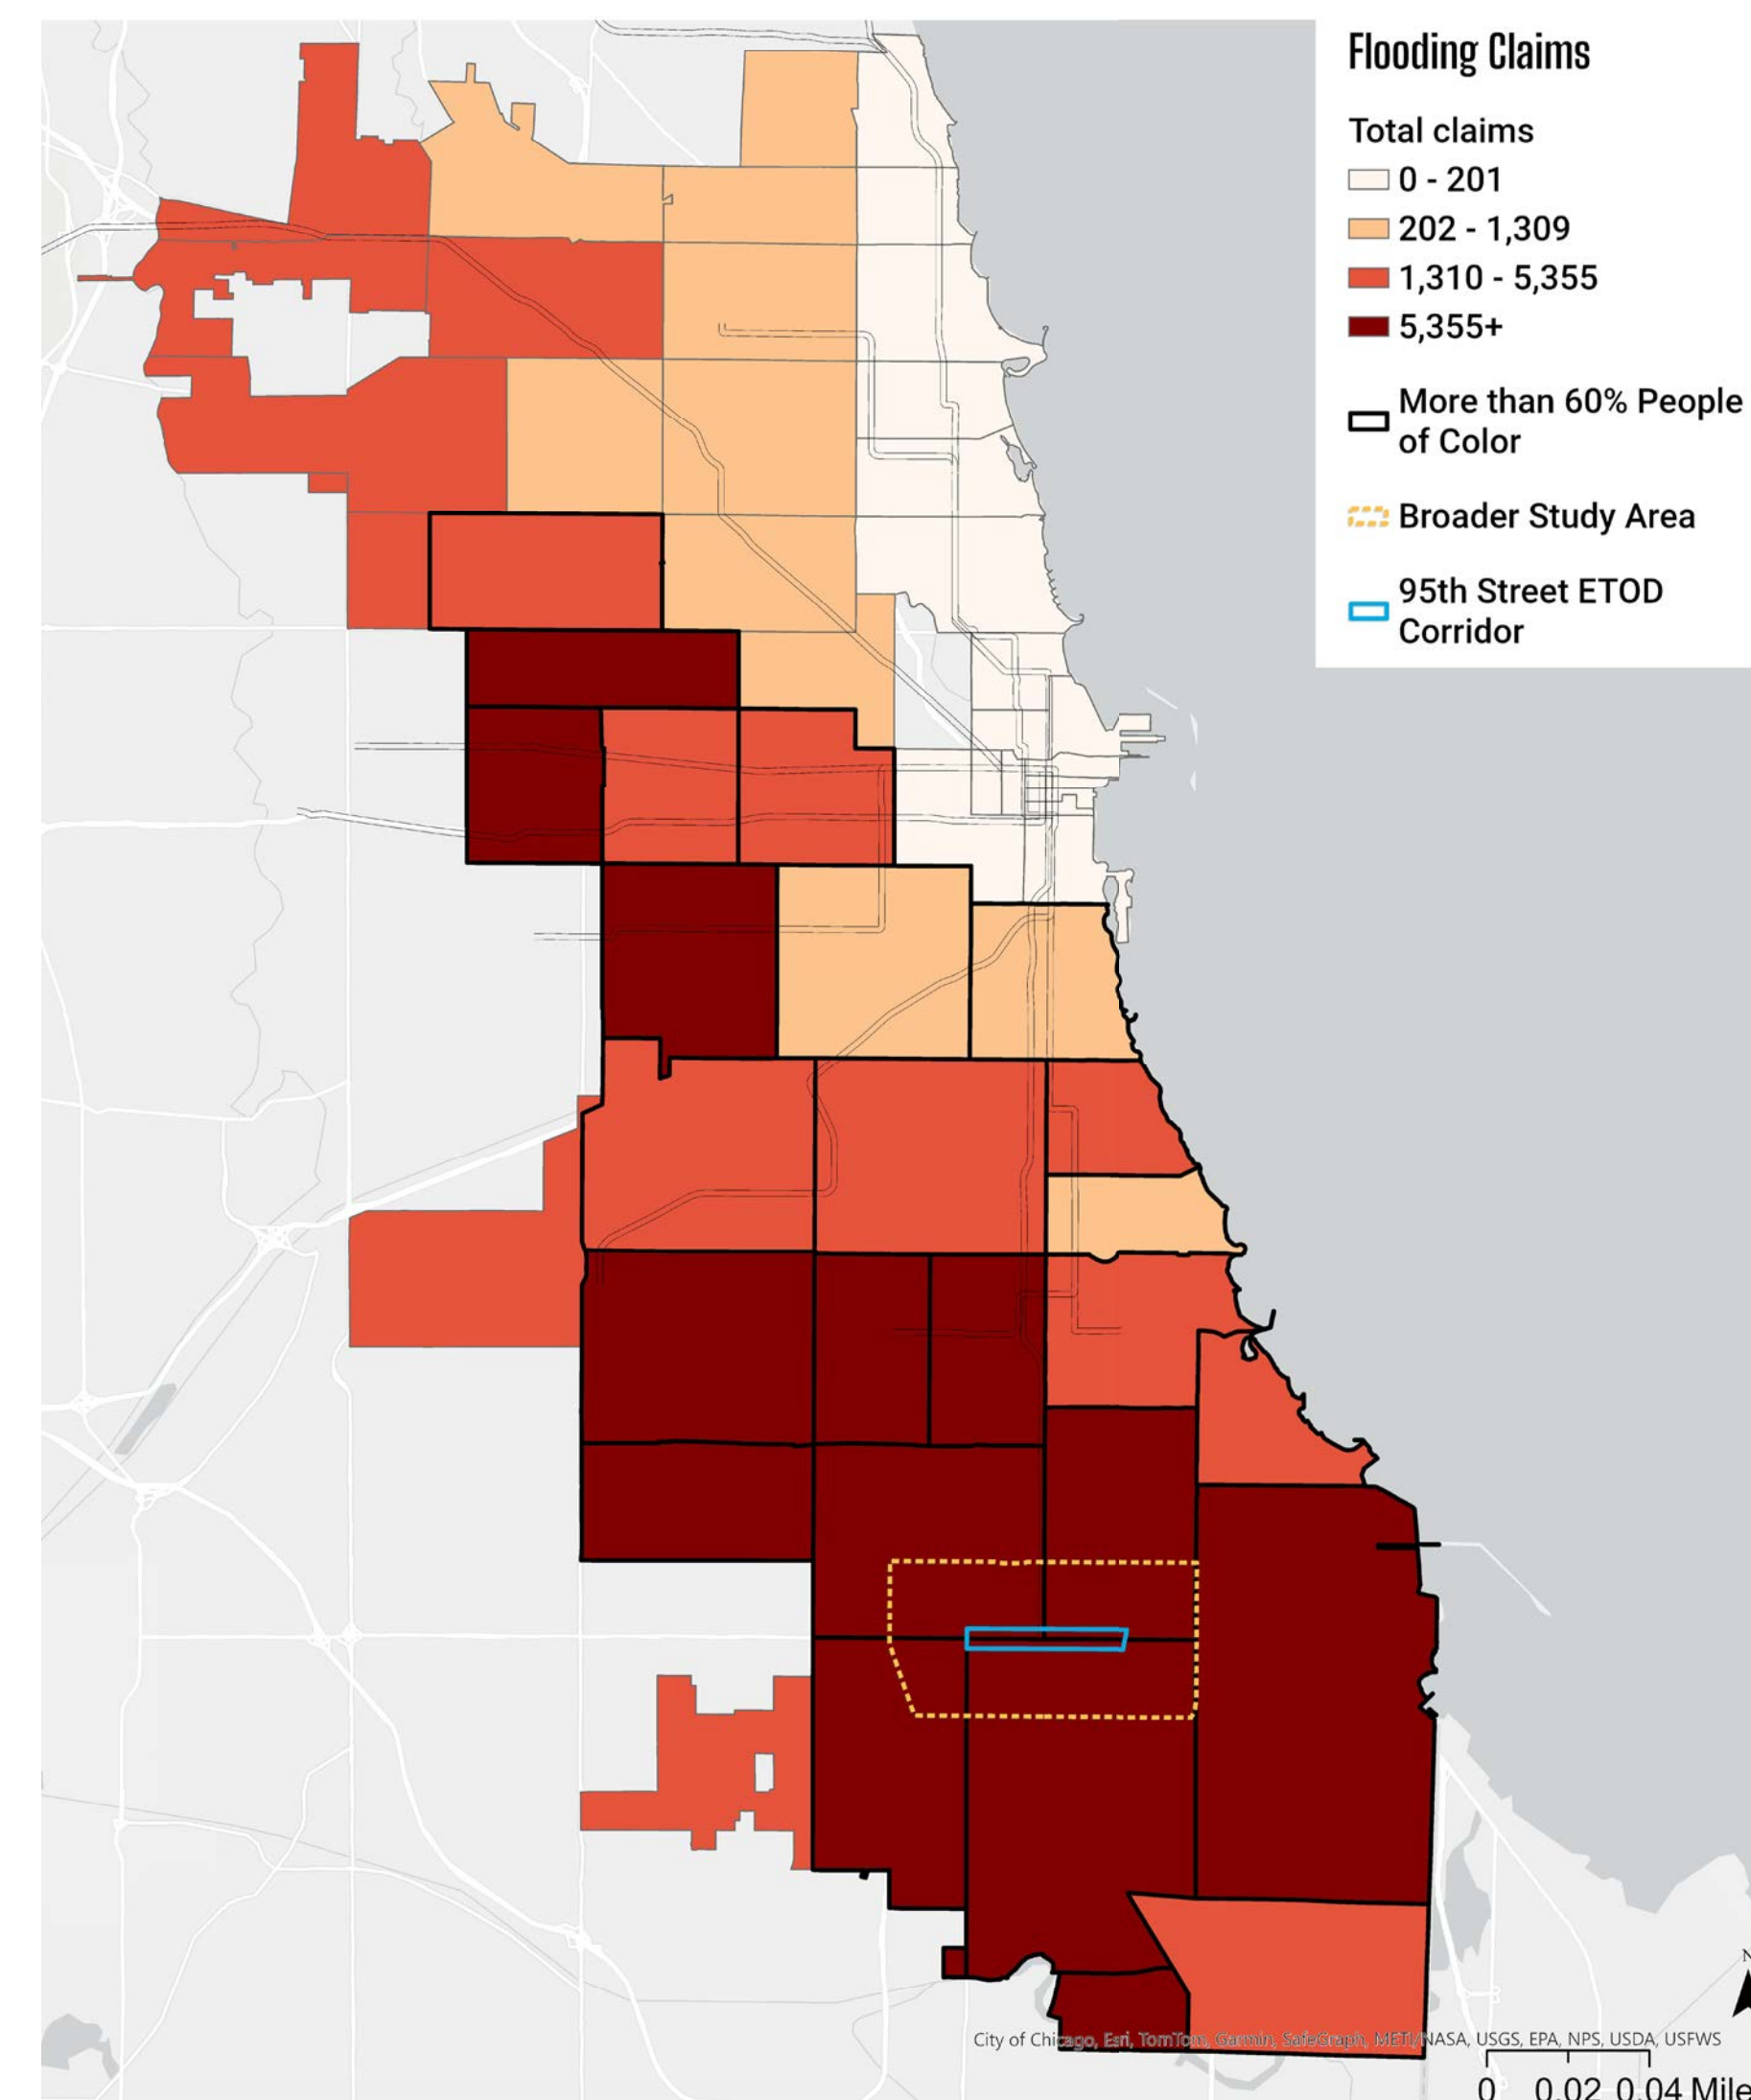 Flooding Claims
Total claims
0 - 201
202 - 1,309
1,310 - 5,355
5,355+
More than 60% People
of Color
Broader Study Area
95th Street ETOD
Corridor
N
City of Chicago, Esri, TomTom, Garmin, SafeGraph, METI/NASA, USGS, EPA, NPS, USDA, USFWS
0 0.02 0.04 Mile